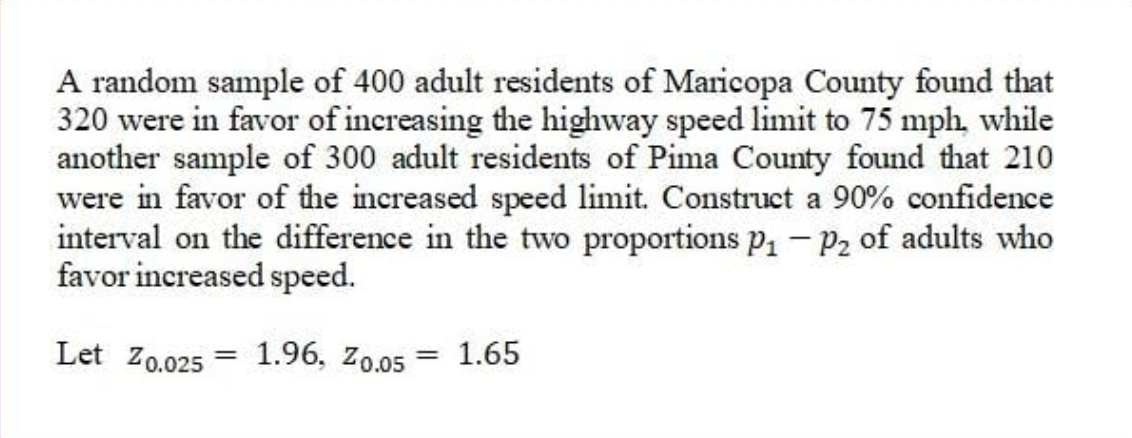 A random sample of 400 adult residents of Maricopa County found that
320 were in favor of increasing the highway speed limit to 75 mph, while
another sample of 300 adult residents of Pima County found that 210
were in favor of the increased speed limit. Construct a 90% confidence
interval on the difference in the two proportions p₁ − p₂ of adults who
favor increased speed.
Let z₀.₀₂₅ = 1.96, z₀.₀₅ = 1.65